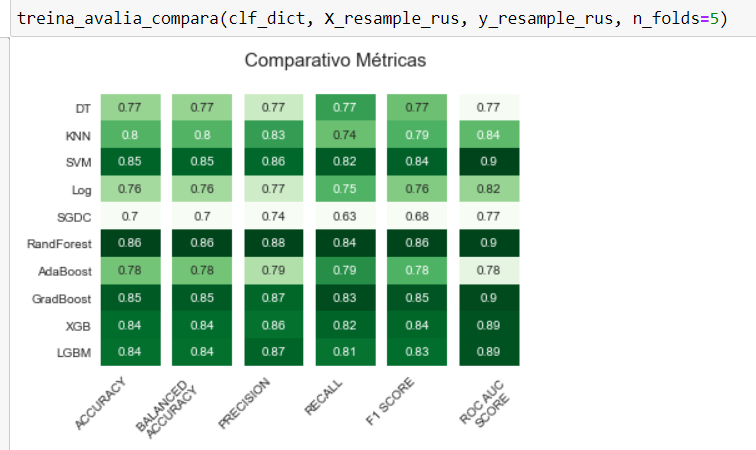 treina_avalia_compara(clf_dict, X_resample_rus, y_resample_rus, n_folds=5)
Comparativo Métricas
DT 0.77 0.77 0.77 0.77 0.77 0.77
KNN 0.8 0.8 0.83 0.74 0.79 0.84
SVM 0.85 0.85 0.86 0.82 0.84 0.9
Log 0.76 0.76 0.77 0.75 0.76 0.82
SGDC 0.7 0.7 0.74 0.63 0.68 0.77
RandForest 0.86 0.86 0.88 0.84 0.86 0.9
AdaBoost 0.78 0.78 0.79 0.79 0.78 0.78
GradBoost 0.85 0.85 0.87 0.83 0.85 0.9
XGB 0.84 0.84 0.86 0.82 0.84 0.89
LGBM 0.84 0.84 0.87 0.81 0.83 0.89
ACCURACY
BALANCED
ACCURACY
PRECISION
RECALL
F1 SCORE
ROC AUC
SCORE